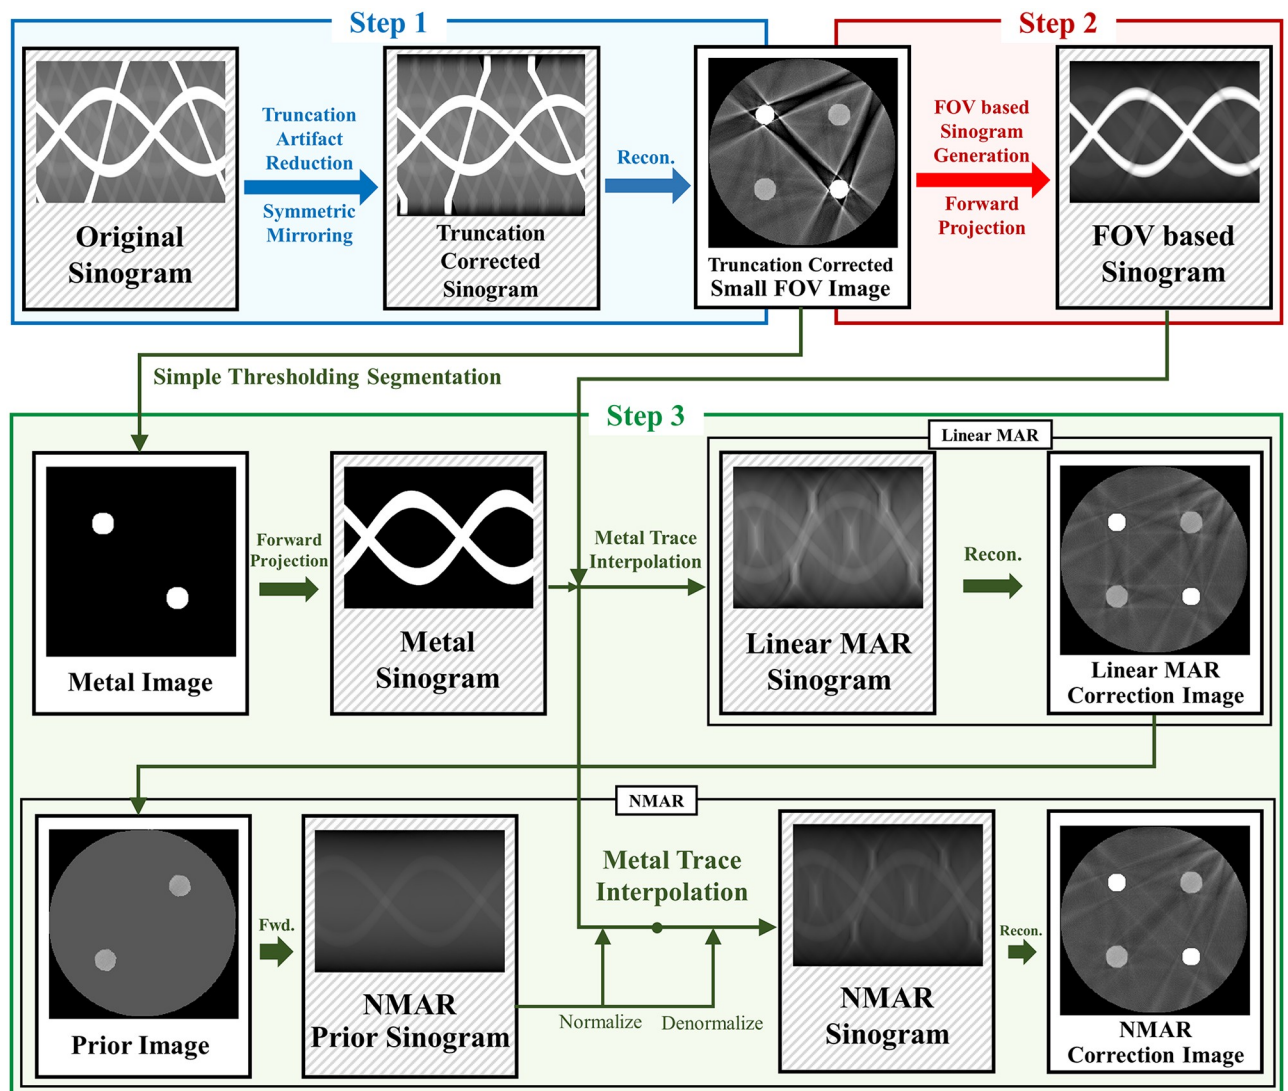 Step 1
Step 2
Original
Sinogram
Truncation
Artifact
Reduction
Symmetric
Mirroring
Truncation
Corrected
Sinogram
Recon.
Truncation Corrected
Small FOV Image
FOV based
Sinogram
Generation
Forward
Projection
FOV based
Sinogram
Simple Thresholding Segmentation
Step 3
Linear MAR
Metal Image
Forward
Projection
Metal
Sinogram
Metal Trace
Interpolation
Linear MAR
Sinogram
Recon.
Linear MAR
Correction Image
NMAR
Prior Image
Fwd.
NMAR
Prior Sinogram
Metal Trace
Interpolation
Normalize
Denormalize
NMAR
Sinogram
Recon.
NMAR
Correction Image